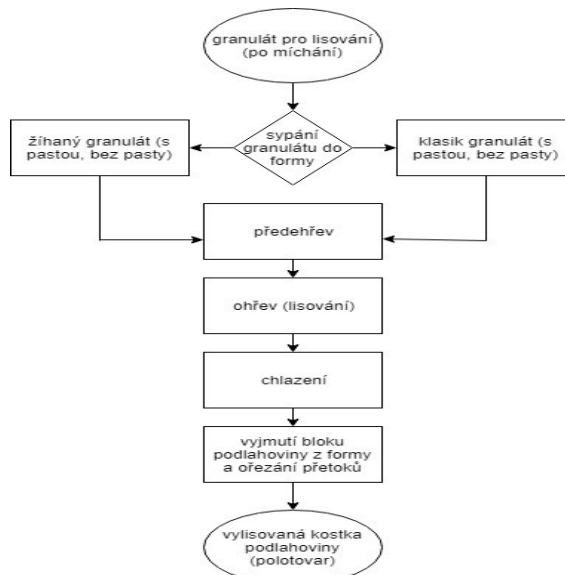 granulát pro lisování
(po míchání)
sypání
granulátu do
formy
žíhaný granulát (s
pastou, bez pasty)
klasik granulát (s
pastou, bez pasty)
předehřev
ohřev (lisování)
chlazení
vyjmutí bloku
podlahoviny z formy
a ořezání přetoků
vylisovaná kostka
podlahoviny
(polotovar)